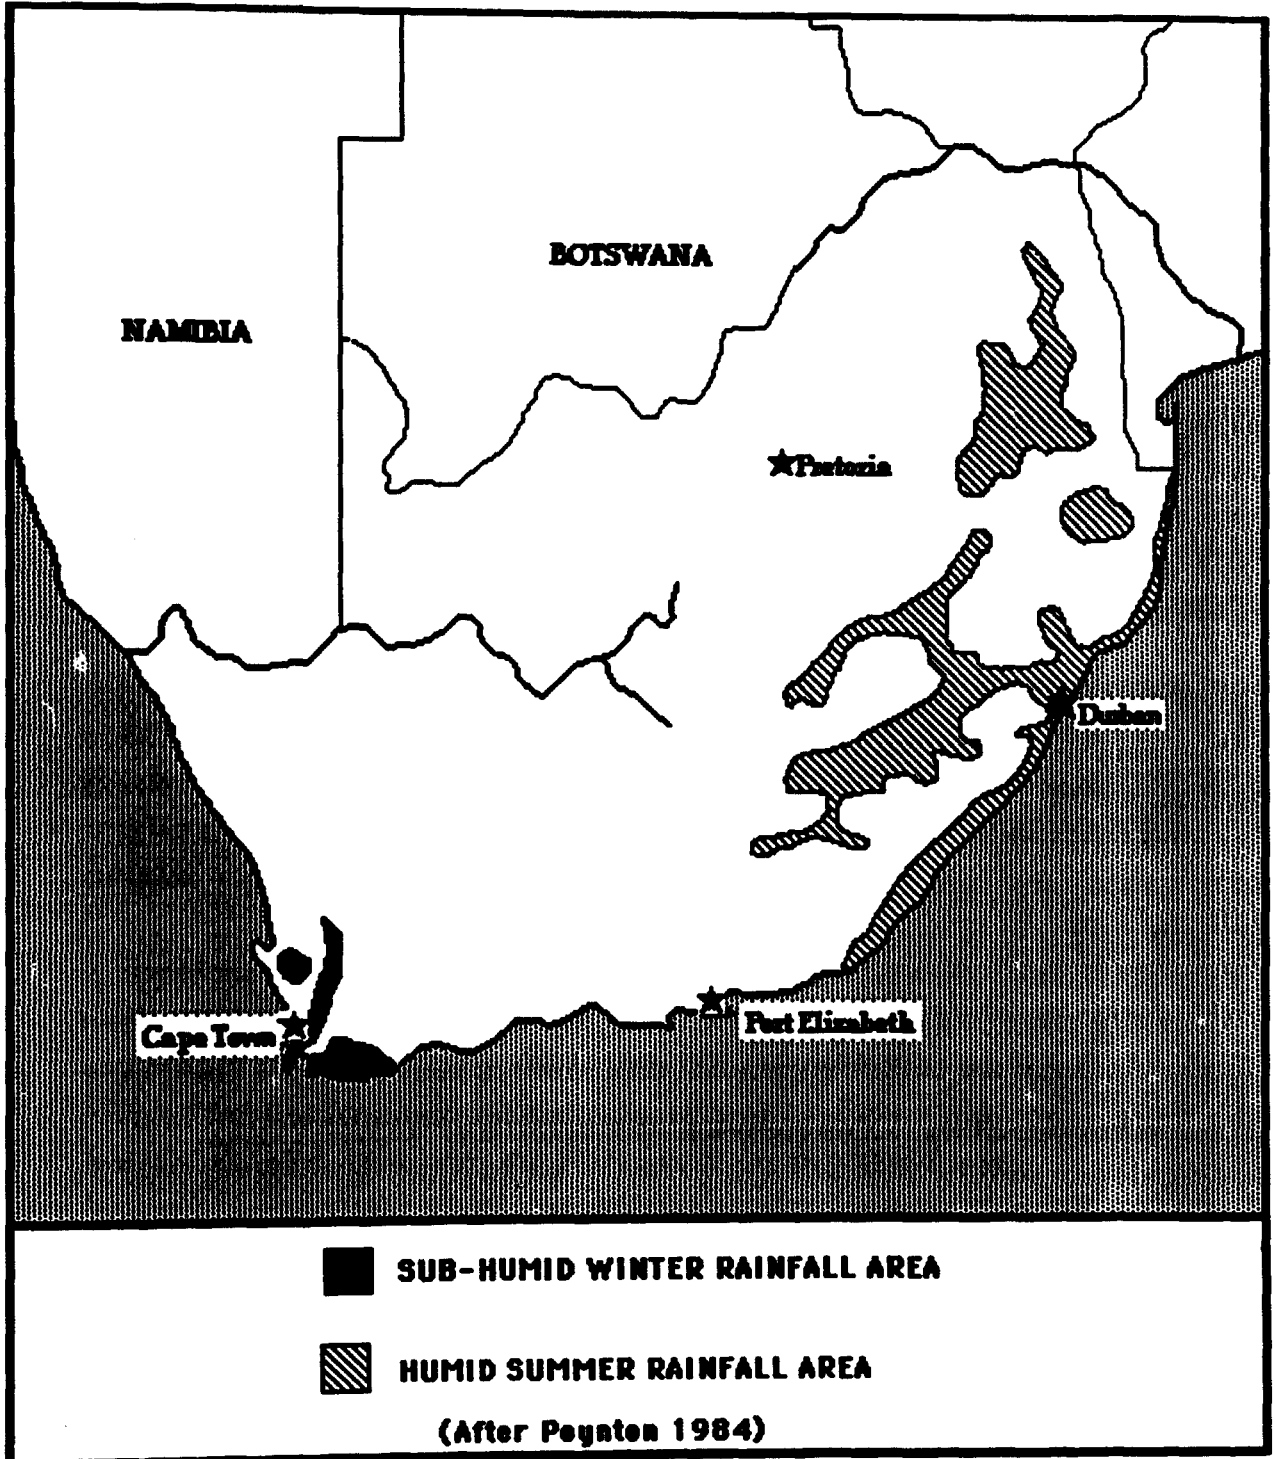 BOTSWANA
NAMIBIA
Pretoria
Durban
Cape Town
Port Elizabeth
SUB-HUMID WINTER RAINFALL AREA
HUMID SUMMER RAINFALL AREA
(After Poynton 1984)